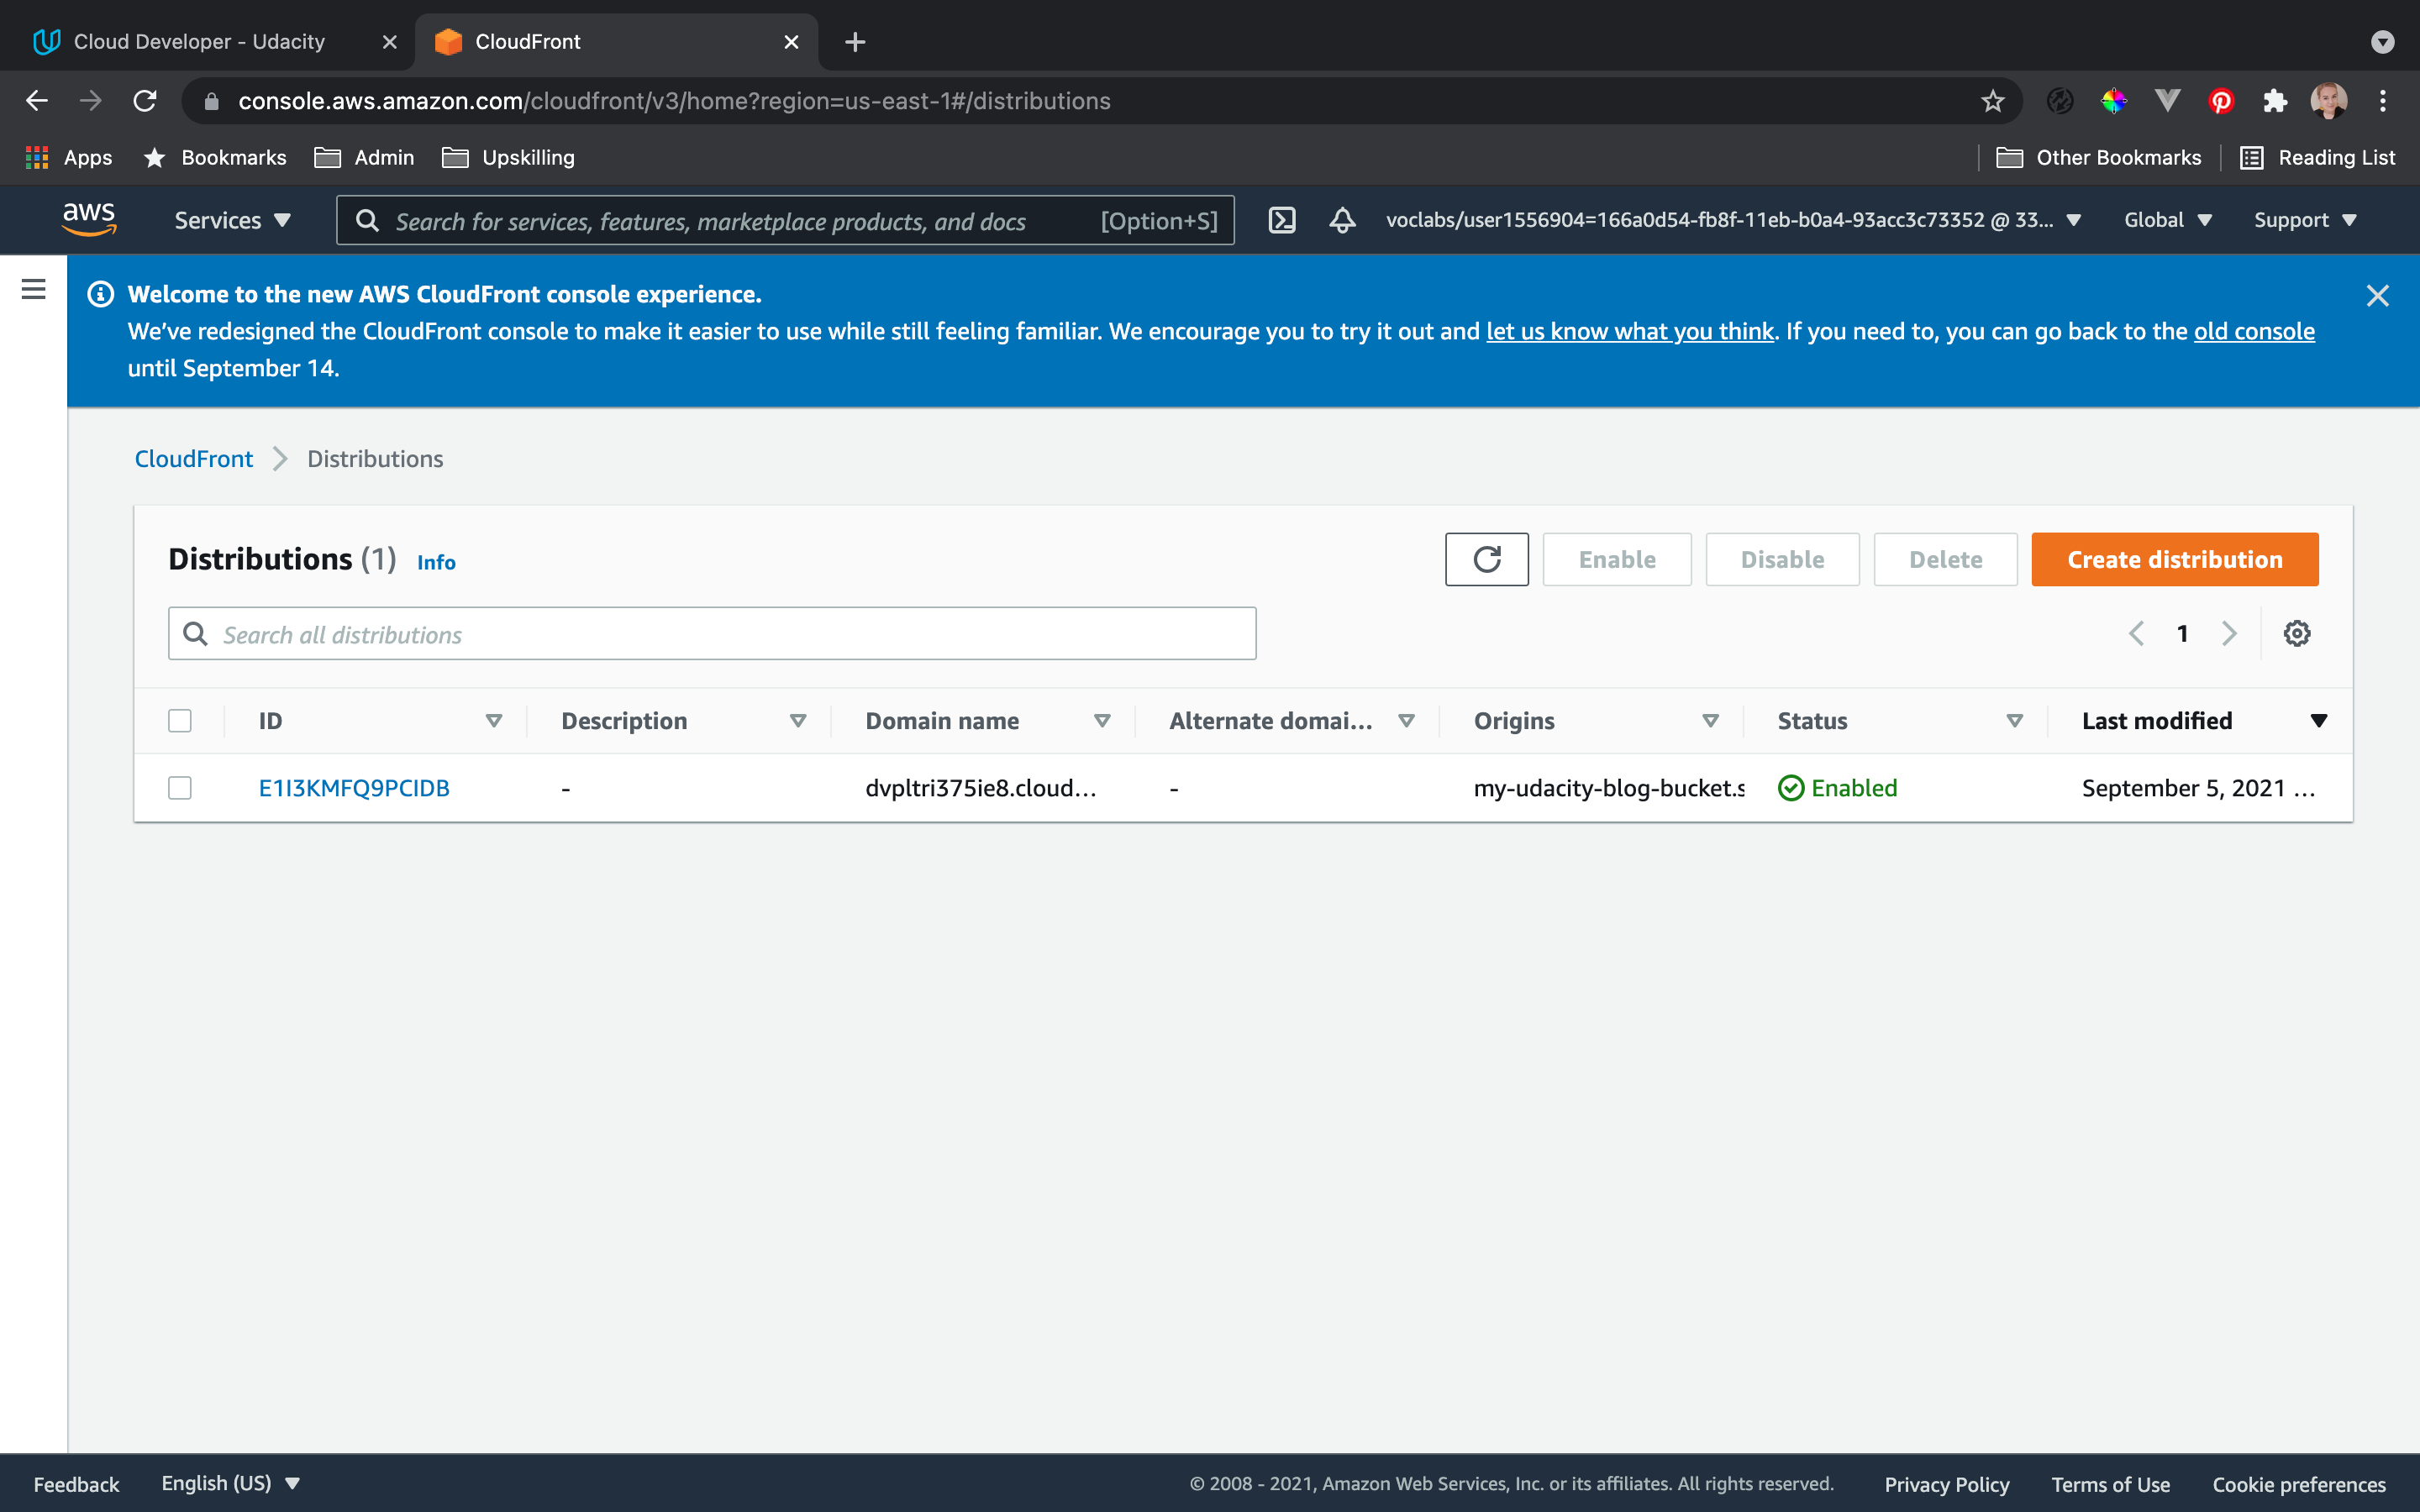 Cloud Developer - Udacity
CloudFront
console.aws.amazon.com/cloudfront/v3/home?region=us-east-1#/distributions
Apps
Bookmarks
Admin
Upskilling
Other Bookmarks
Reading List
aws
Services
Search for services, features, marketplace products, and docs
[Option+S]
voclabs/user1556904=166a0d54-fb8f-11eb-b0a4-93acc3c73352 @ 33...
Global
Support
Welcome to the new AWS CloudFront console experience.
We’ve redesigned the CloudFront console to make it easier to use while still feeling familiar. We encourage you to try it out and let us know what you think. If you need to, you can go back to the old console
until September 14.
CloudFront
Distributions
Distributions (1)
Info
Enable
Disable
Delete
Create distribution
Search all distributions
1
ID
Description
Domain name
Alternate domai...
Origins
Status
Last modified
E1I3KMFQ9PCIDB
-
dvpltri375ie8.cloud...
-
my-udacity-blog-bucket.s
Enabled
September 5, 2021 ...
Feedback
English (US)
© 2008 - 2021, Amazon Web Services, Inc. or its affiliates. All rights reserved.
Privacy Policy
Terms of Use
Cookie preferences